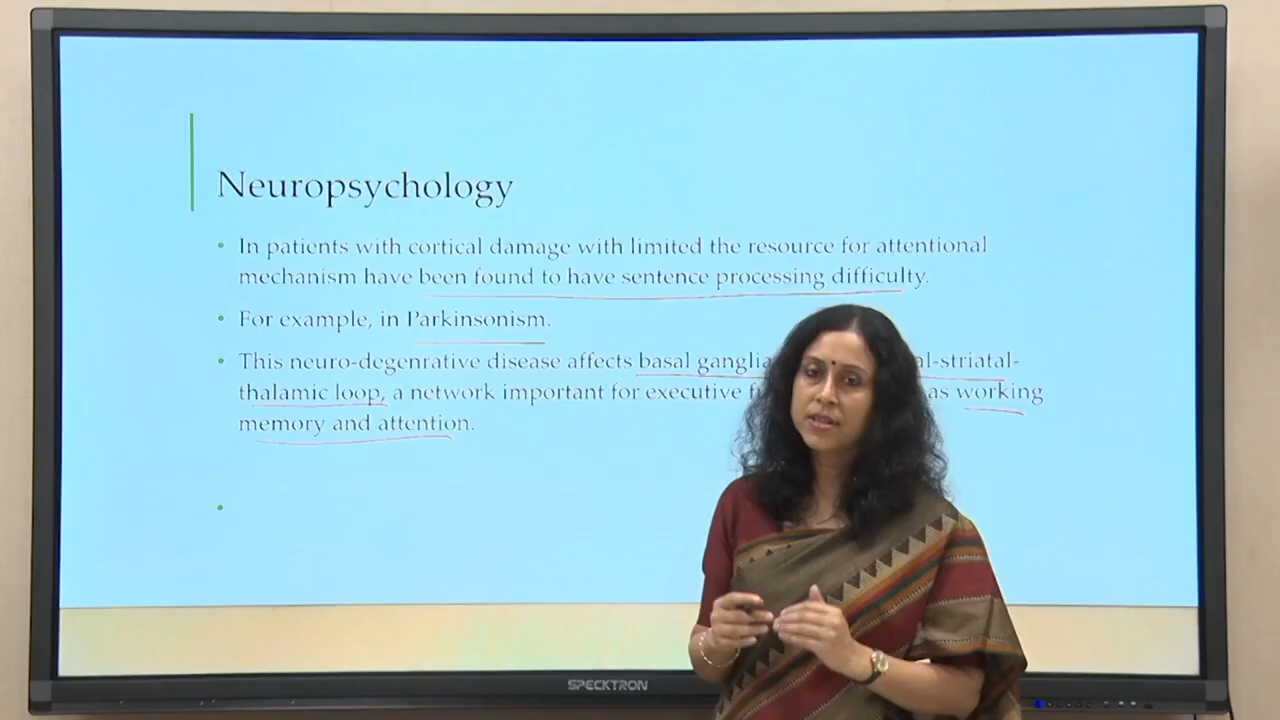 Neuropsychology
In patients with cortical damage with limited the resource for attentional
mechanism have been found to have sentence processing difficulty.
For example, in Parkinsonism.
This neuro-degenrative disease affects basal ganglia al-striatal-
thalamic loop, a network important for executive as working
memory and attention.
SPECKTRON